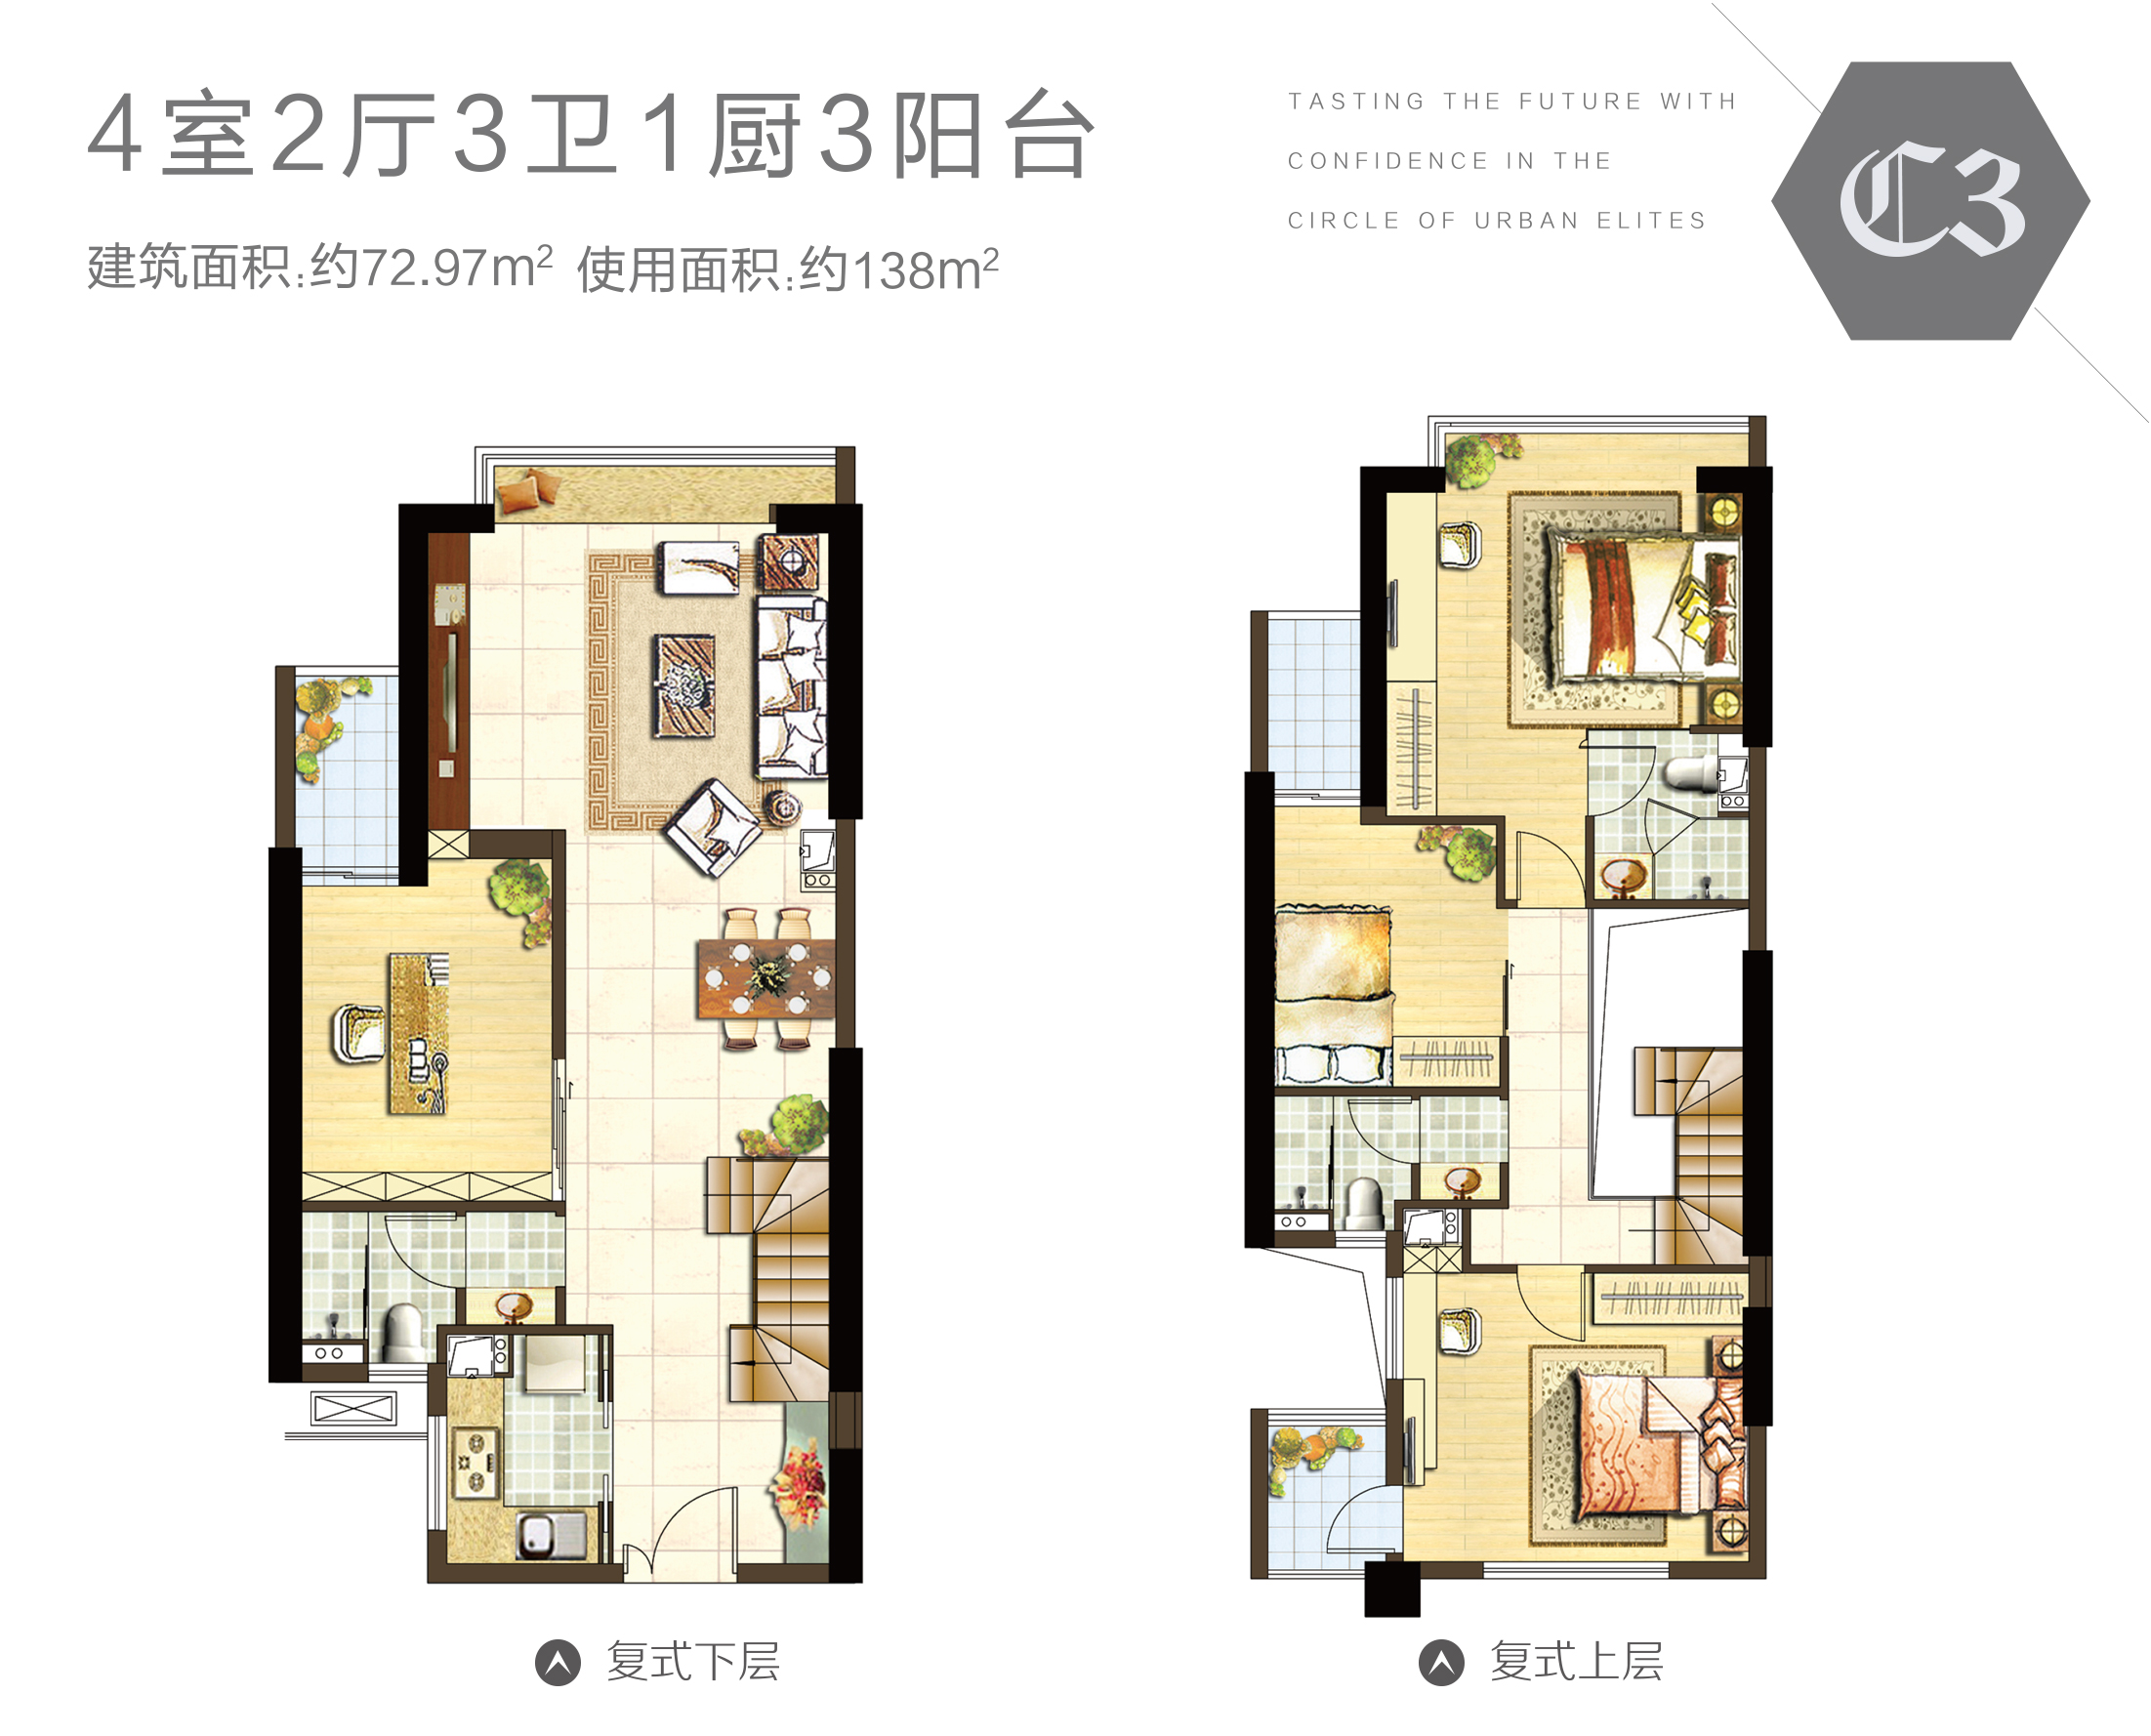 4室2厅3卫1厨3阳台
建筑面积:约72.97m² 使用面积:约138m²
TASTING THE FUTURE WITH
CONFIDENCE IN THE
CIRCLE OF URBAN ELITES
C3
复式下层
复式上层